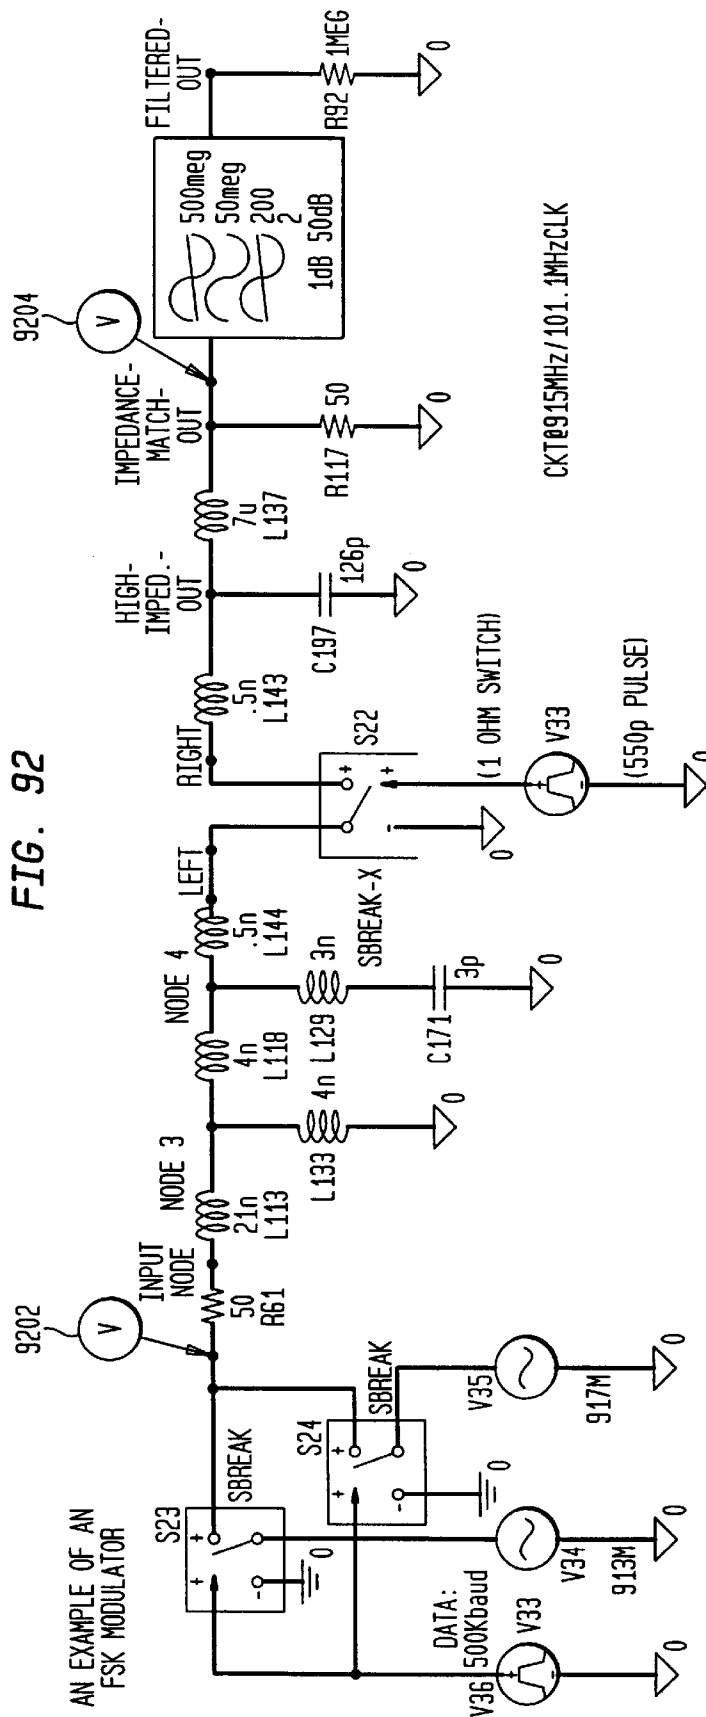 FIG. 92
AN EXAMPLE OF AN
FSK MODULATOR
9202
V
INPUT
NODE
50
R61
21n
L113
NODE 3
4n
L133
4n
L118
NODE 4
3n
L129
3p
C171
0
.5n
L144
LEFT
RIGHT
.5n
L143
HIGH-
IMPED.-
OUT
126p
C197
0
7u
L137
IMPEDANCE-
MATCH-
OUT
50
R117
0
9204
V
500meg
50meg
200
2
1dB 50dB
FILTERED-
OUT
1MEG
R92
0
S23
+
+
-
0
SBREAK
S24
+
+
-
0
SBREAK
V35
917M
0
V34
913M
0
DATA:
500Kbaud
V36
V33
+
-
0
0
SBREAK-X
S22
+
+
-
0
(1 OHM SWITCH)
V33
+
-
(550p PULSE)
0
CKT@915MHz/101.1MHzCLK